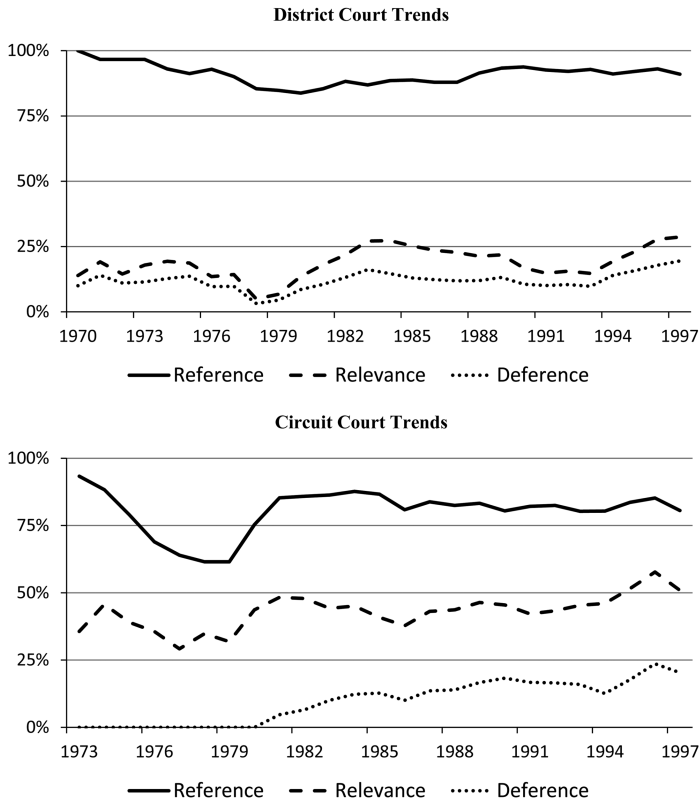 District Court Trends
100%
75%
50%
25%
0%
1970 1973 1976 1979 1982 1985 1988 1991 1994 1997
Reference Relevance Deference
Circuit Court Trends
100%
75%
50%
25%
0%
1973 1976 1979 1982 1985 1988 1991 1994 1997
Reference Relevance Deference